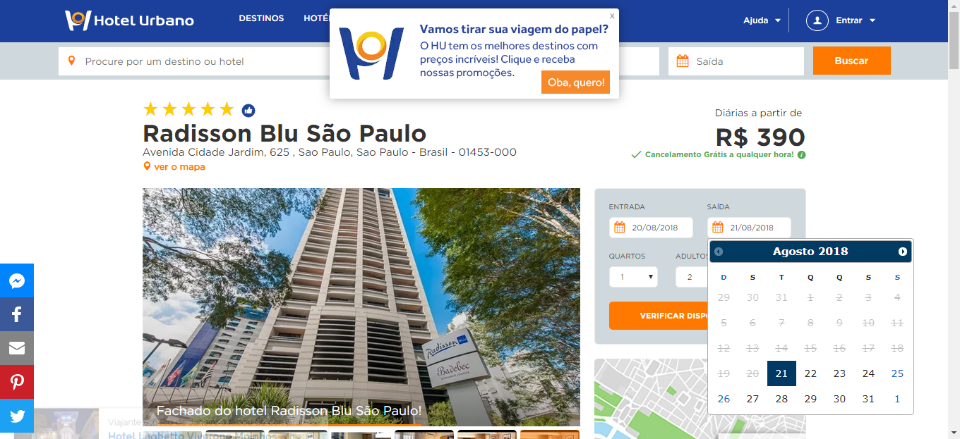 Hotel Urbano
DESTINOS
HOTÉ
Ajuda
Entrar
x
Vamos tirar sua viagem do papel?
O HU tem os melhores destinos com
preços incríveis! Clique e receba
nossas promoções.
Oba, quero!
Procure por um destino ou hotel
Saída
Buscar
Radisson Blu São Paulo
Avenida Cidade Jardim, 625 , Sao Paulo, Sao Paulo - Brasil - 01453-000
ver o mapa
Diárias a partir de
R$ 390
Cancelamento Grátis a qualquer hora!
Radisson
Badebec
Fachado do hotel Radisson Blu São Paulo!
ENTRADA
SAÍDA
20/08/2018
21/08/2018
QUARTOS
ADULTOS
1
2
VERIFICAR DISP
Agosto 2018
D S T Q Q S S
29 30 31 1 2 3 4
5 6 7 8 9 10 11
12 13 14 15 16 17 18
19 20 21 22 23 24 25
26 27 28 29 30 31 1
Viajante